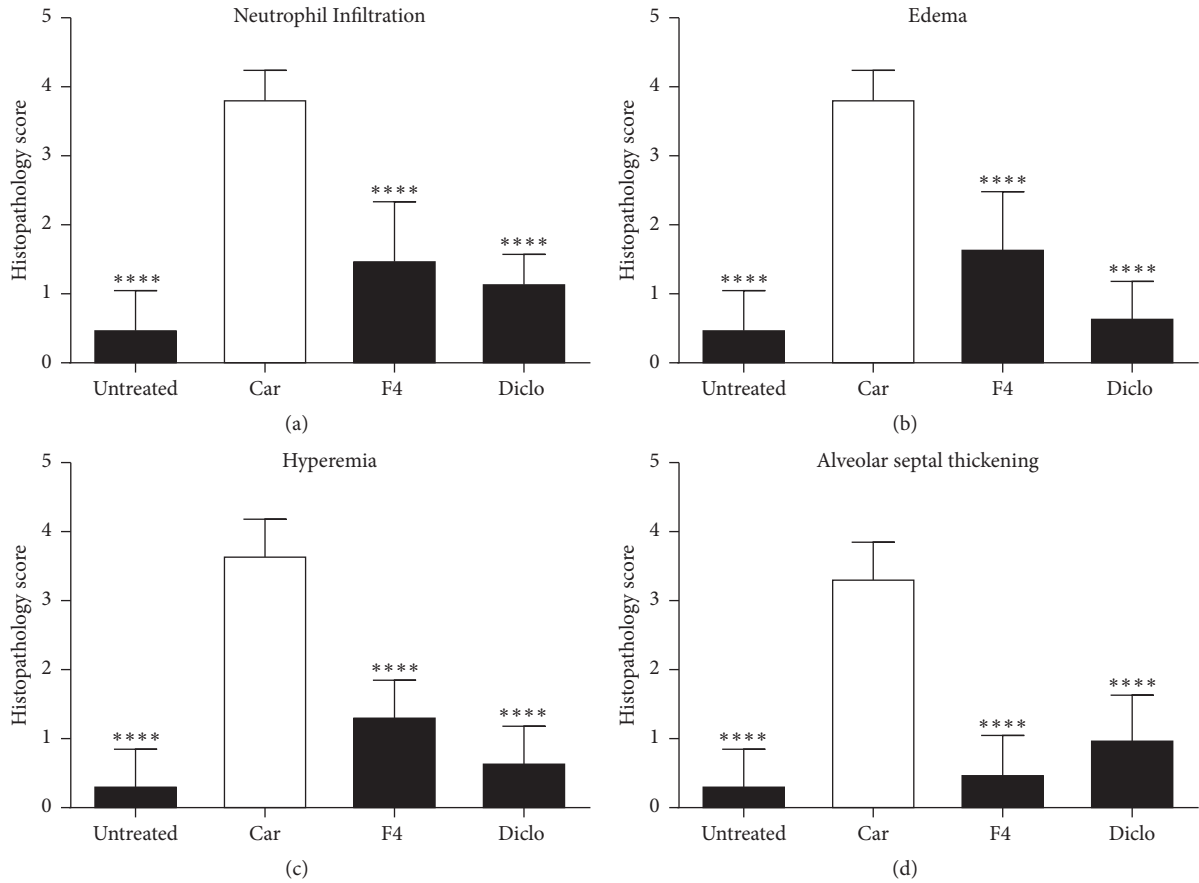 Neutrophil Infiltration
Histopathology score
5
4
3
2
1
0
****
****
****
Untreated
Car
F4
Diclo
(a)
Edema
Histopathology score
5
4
3
2
1
0
****
****
****
Untreated
Car
F4
Diclo
(b)
Hyperemia
Histopathology score
5
4
3
2
1
0
****
****
****
Untreated
Car
F4
Diclo
(c)
Alveolar septal thickening
Histopathology score
5
4
3
2
1
0
****
****
****
Untreated
Car
F4
Diclo
(d)